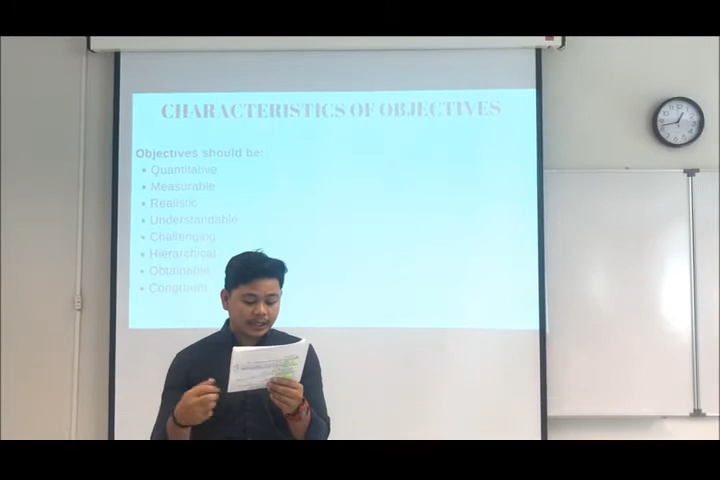 CHARACTERISTICS OF OBJECTIVES
Objectives should be:
• Quantitative
• Measurable
• Realistic
• Understandable
• Challenging
• Hierarchical
• Obtainable
• Congruent